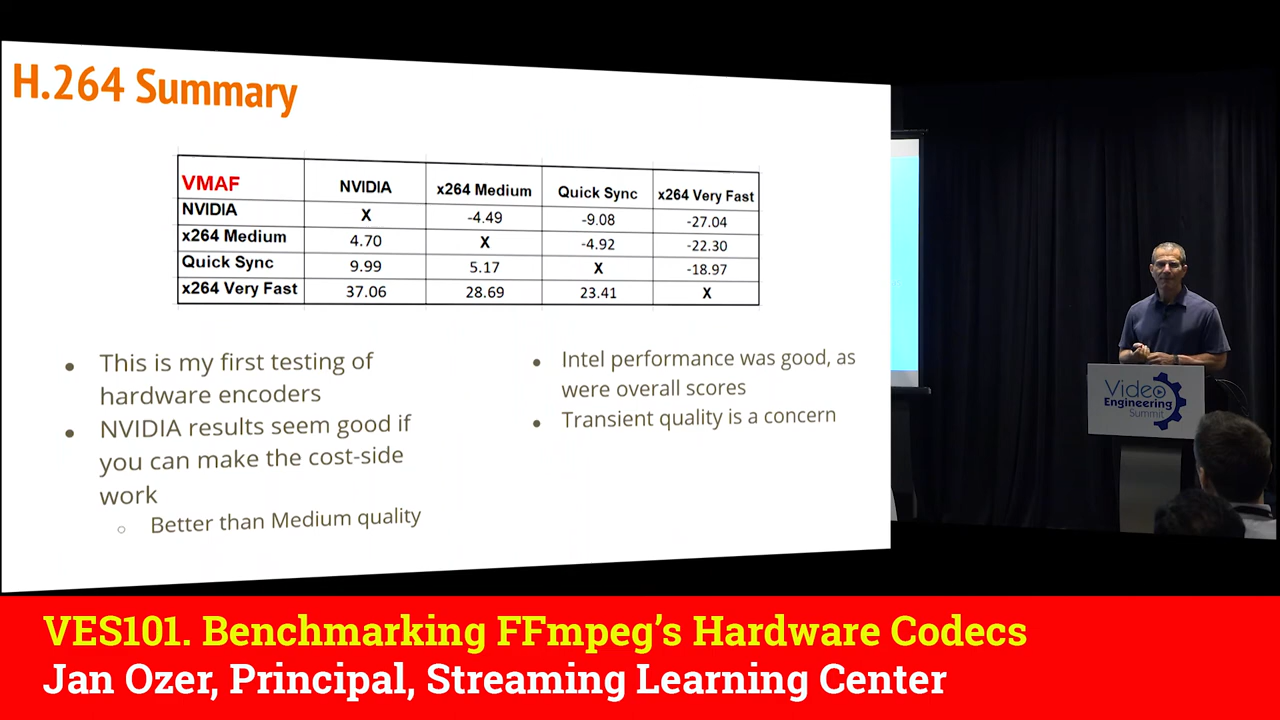 H.264 Summary
VMAF NVIDIA x264 Medium Quick Sync x264 Very Fast
NVIDIA X -4.49 -9.08 -27.04
x264 Medium 4.70 X -4.92 -22.30
Quick Sync 9.99 5.17 X -18.97
x264 Very Fast 37.06 28.69 23.41 X
• This is my first testing of
hardware encoders
• NVIDIA results seem good if
you can make the cost-side
work
○ Better than Medium quality
• Intel performance was good, as
were overall scores
• Transient quality is a concern
Video
Engineering
Summit
VES101. Benchmarking FFmpeg's Hardware Codecs
Jan Ozer, Principal, Streaming Learning Center